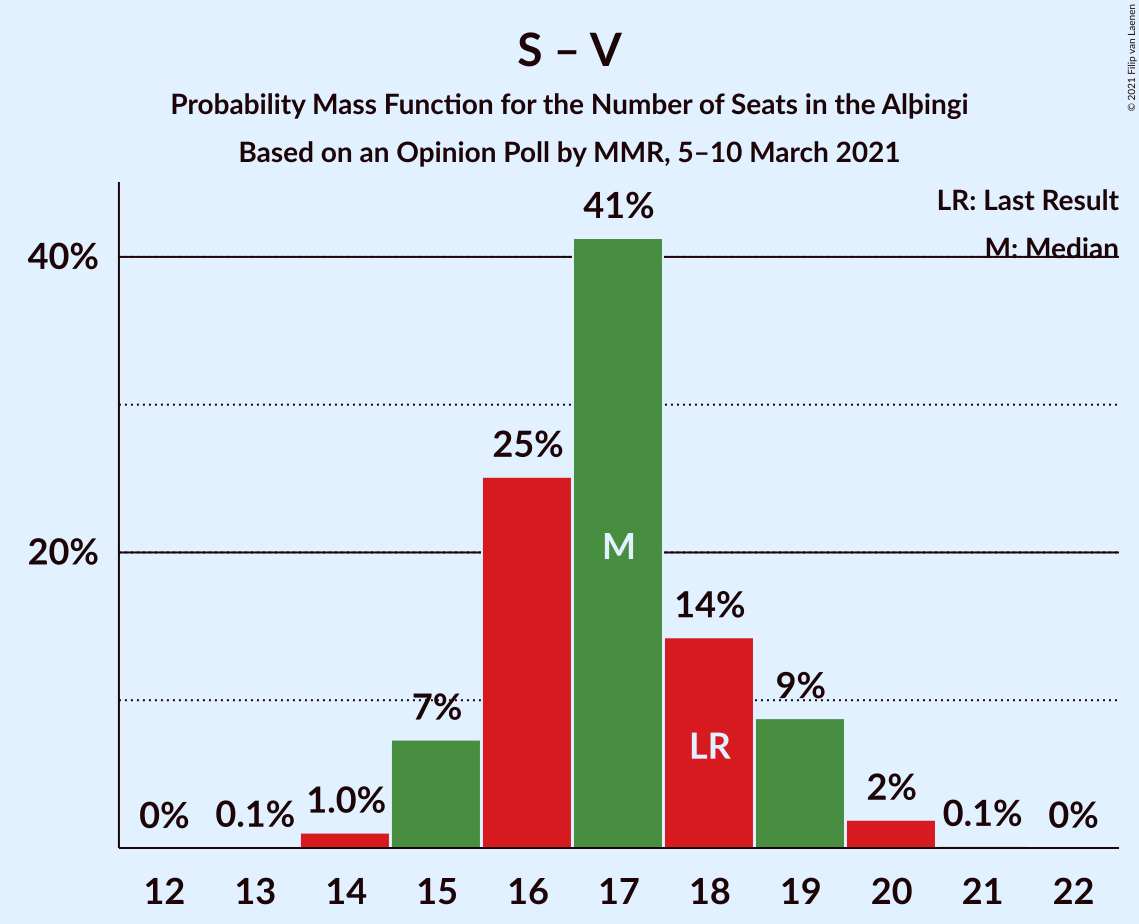 S – V
Probability Mass Function for the Number of Seats in the Alþingi
Based on an Opinion Poll by MMR, 5–10 March 2021
© 2021 Filip van Laenen
LR: Last Result
M: Median
41%
40%
25%
20%
M
14%
9%
7%
LR
2%
1.0%
0%
0.1%
0.1%
0%
12 13 14 15 16 17 18 19 20 21 22